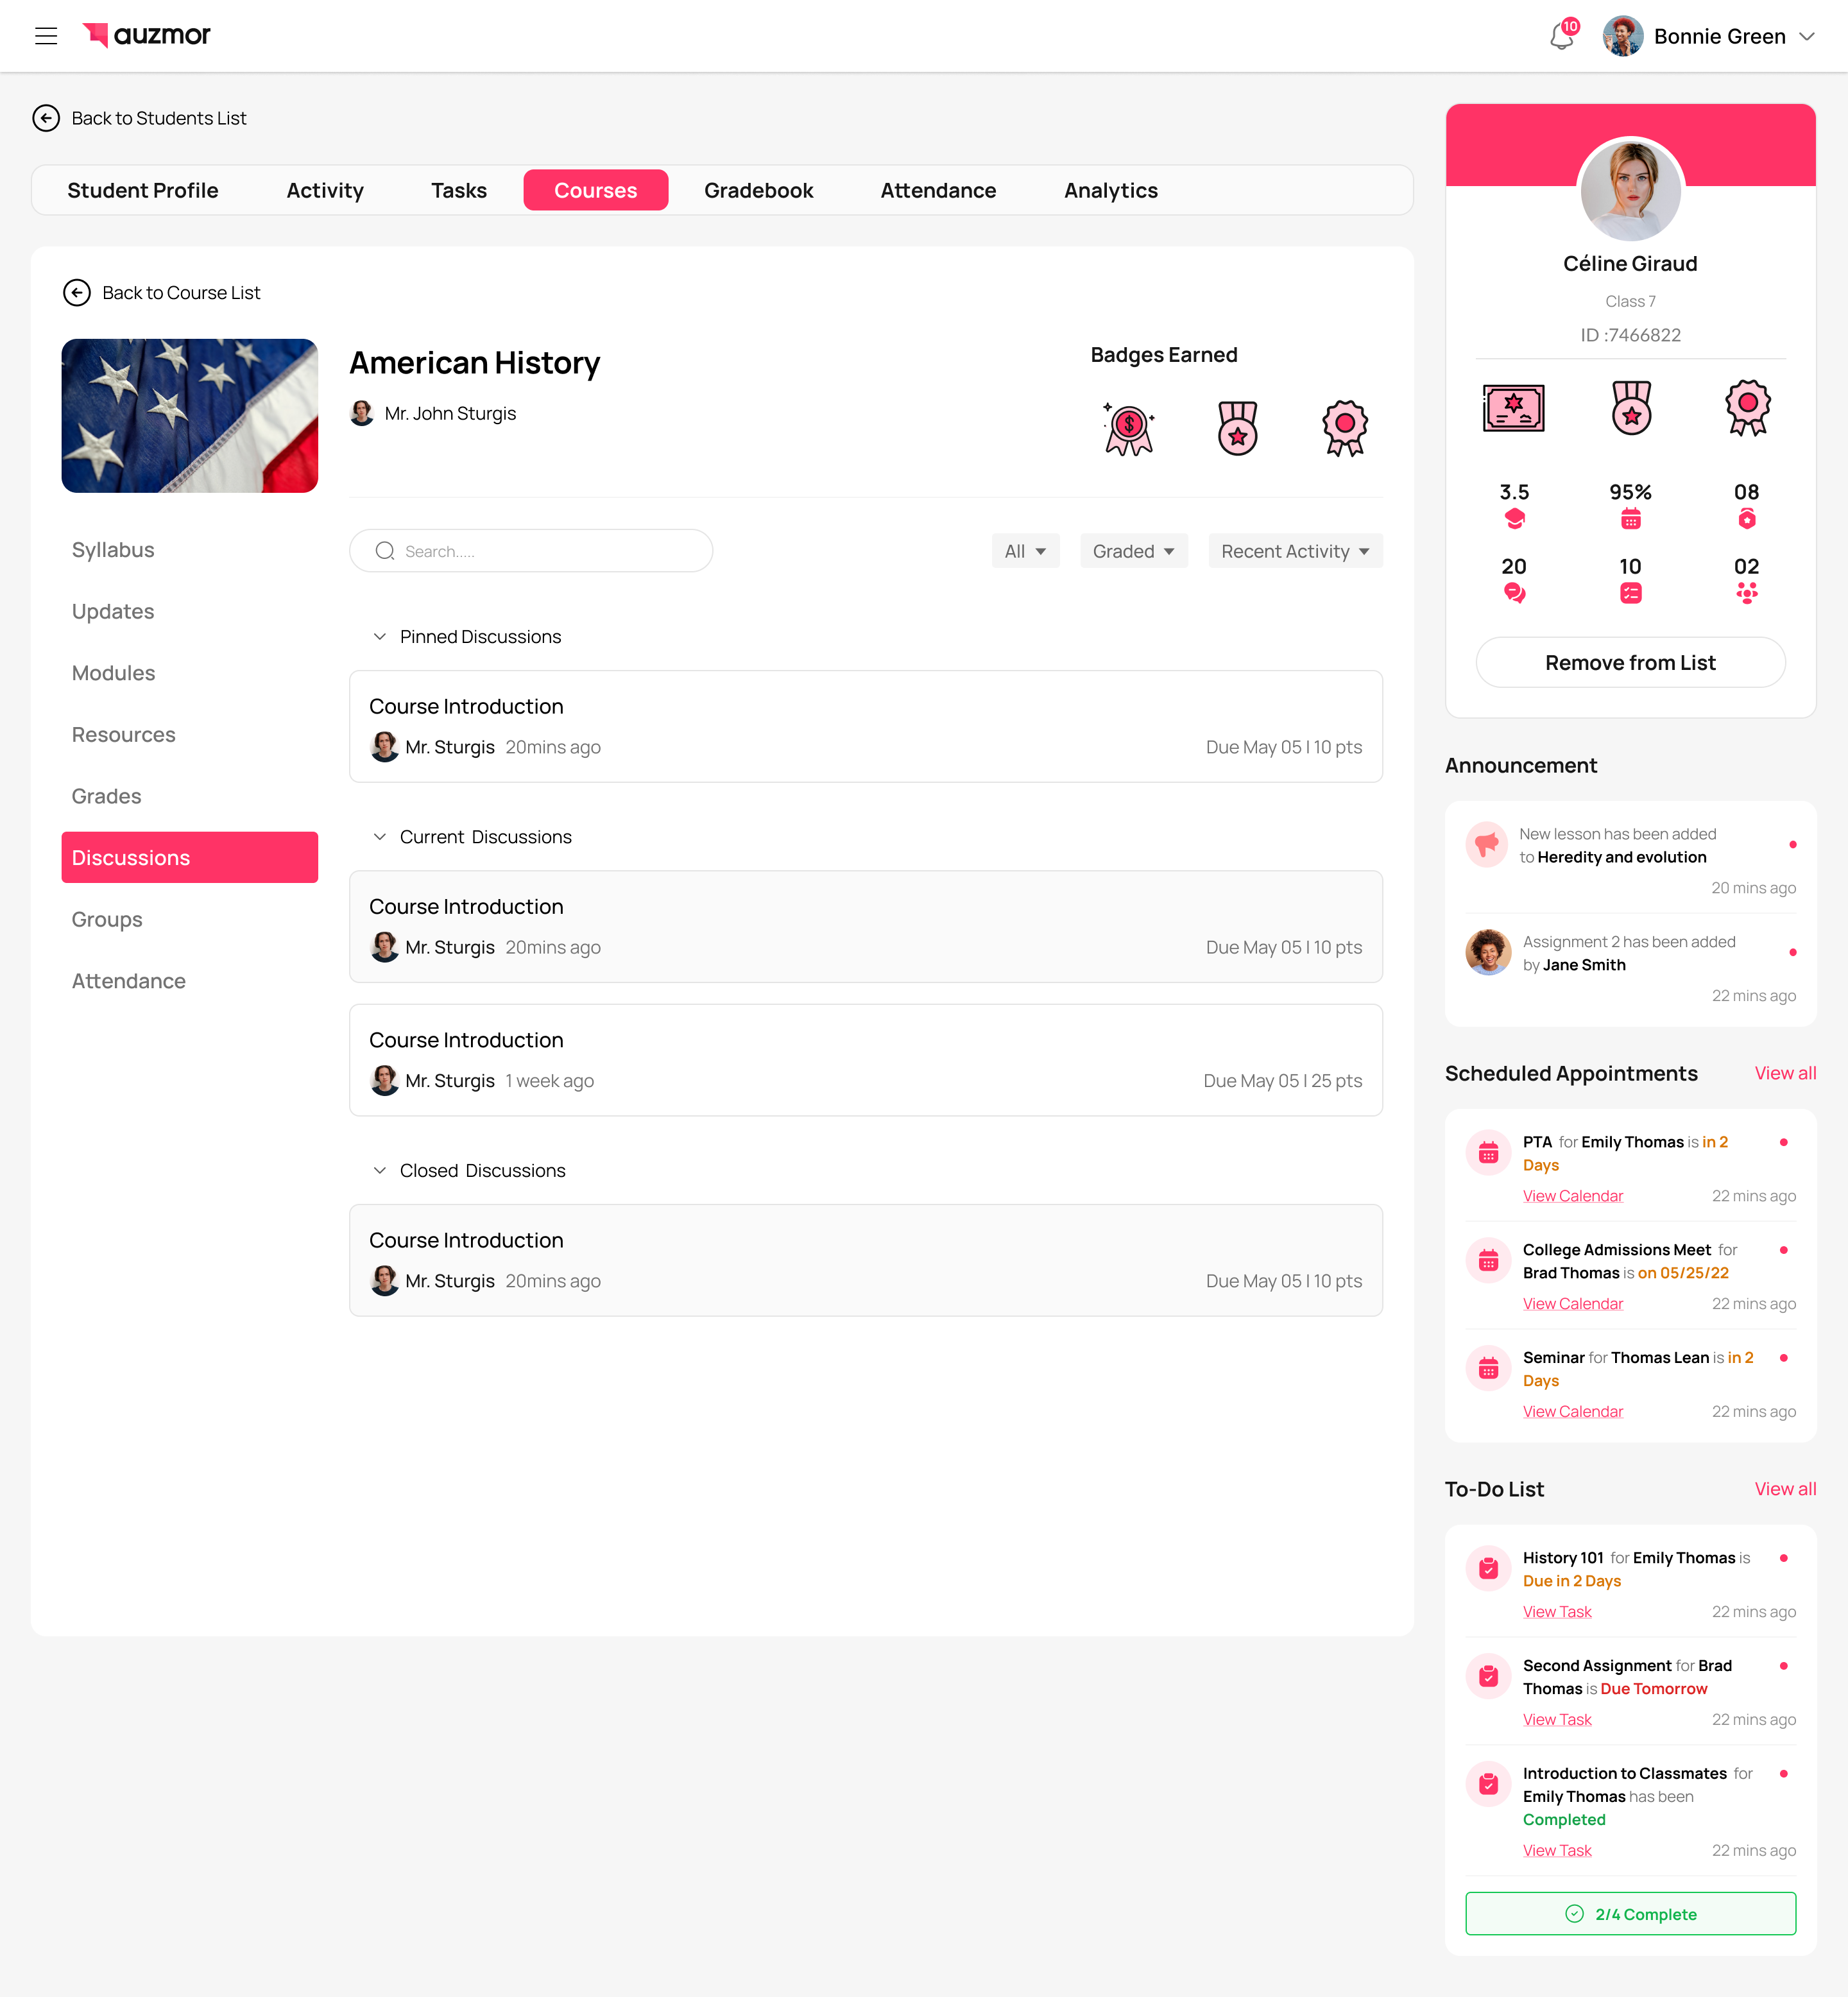 auzmor
10
Bonnie Green
Back to Students List
Student Profile
Activity
Tasks
Courses
Gradebook
Attendance
Analytics
Back to Course List
American History
Mr. John Sturgis
Badges Earned
$
Syllabus
Updates
Modules
Resources
Grades
Discussions
Groups
Attendance
Search.....
All
Graded
Recent Activity
Pinned Discussions
Course Introduction
Mr. Sturgis 20mins ago
Due May 05 | 10 pts
Current Discussions
Course Introduction
Mr. Sturgis 20mins ago
Due May 05 | 10 pts
Course Introduction
Mr. Sturgis 1 week ago
Due May 05 | 25 pts
Closed Discussions
Course Introduction
Mr. Sturgis 20mins ago
Due May 05 | 10 pts
Céline Giraud
Class 7
ID :7466822
3.5
95%
08
20
10
02
Remove from List
Announcement
New lesson has been added
to Heredity and evolution
20 mins ago
Assignment 2 has been added
by Jane Smith
22 mins ago
Scheduled Appointments
View all
PTA for Emily Thomas is in 2
Days
View Calendar
22 mins ago
College Admissions Meet for
Brad Thomas is on 05/25/22
View Calendar
22 mins ago
Seminar for Thomas Lean is in 2
Days
View Calendar
22 mins ago
To-Do List
View all
History 101 for Emily Thomas is
Due in 2 Days
View Task
22 mins ago
Second Assignment for Brad
Thomas is Due Tomorrow
View Task
22 mins ago
Introduction to Classmates for
Emily Thomas has been
Completed
View Task
22 mins ago
2/4 Complete